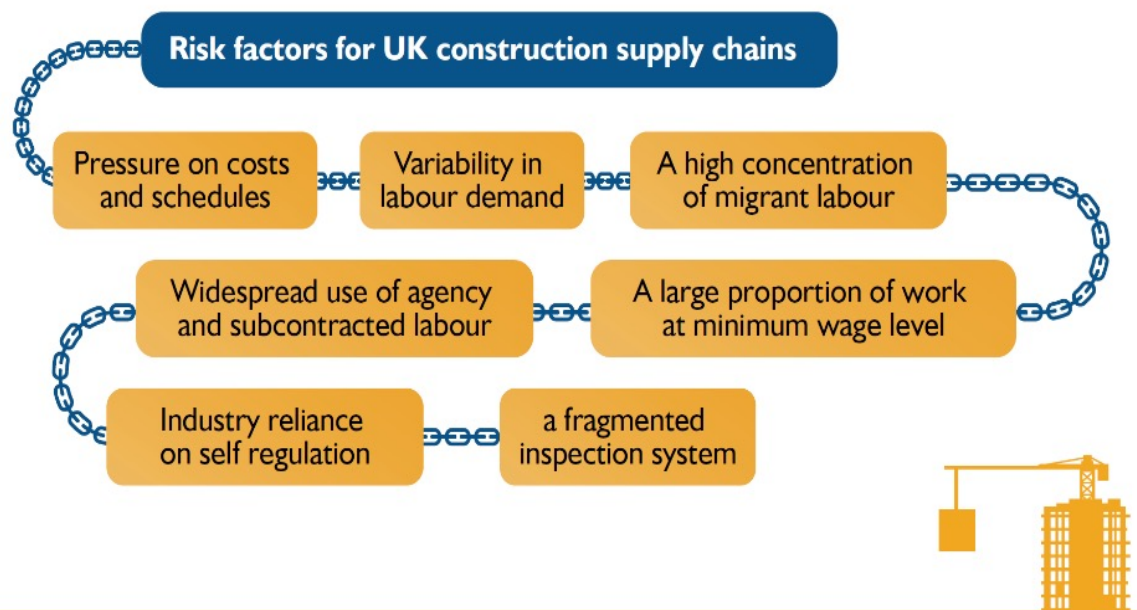 Risk factors for UK construction supply chains
Pressure on costs
and schedules
Variability in
labour demand
A high concentration
of migrant labour
A large proportion of work
at minimum wage level
Widespread use of agency
and subcontracted labour
Industry reliance
on self regulation
a fragmented
inspection system